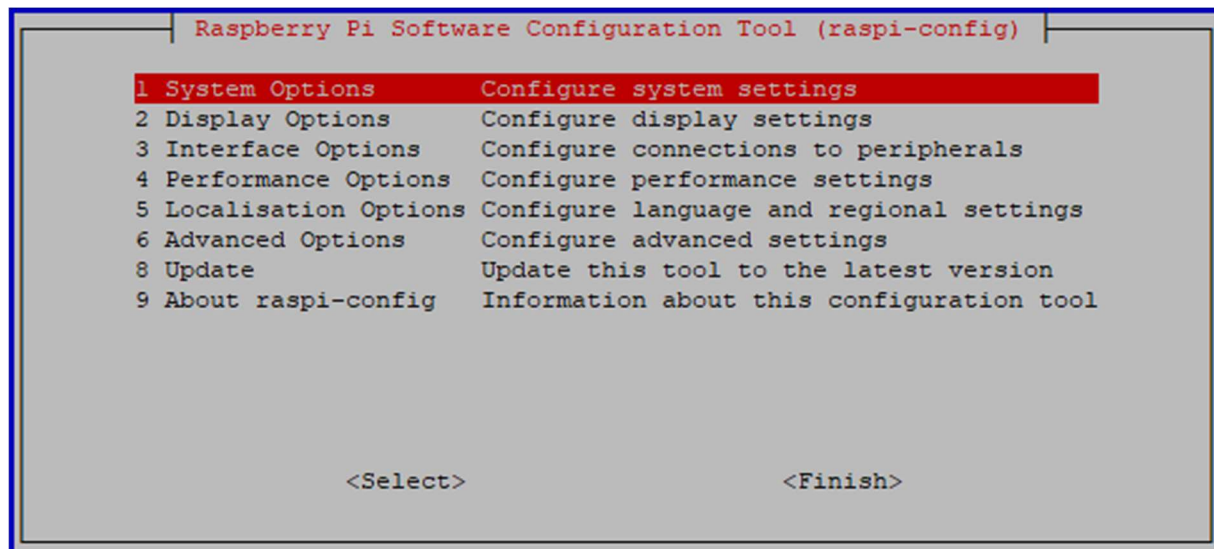 Raspberry Pi Software Configuration Tool (raspi-config)
1 System Options Configure system settings
2 Display Options Configure display settings
3 Interface Options Configure connections to peripherals
4 Performance Options Configure performance settings
5 Localisation Options Configure language and regional settings
6 Advanced Options Configure advanced settings
8 Update Update this tool to the latest version
9 About raspi-config Information about this configuration tool
<Select> <Finish>